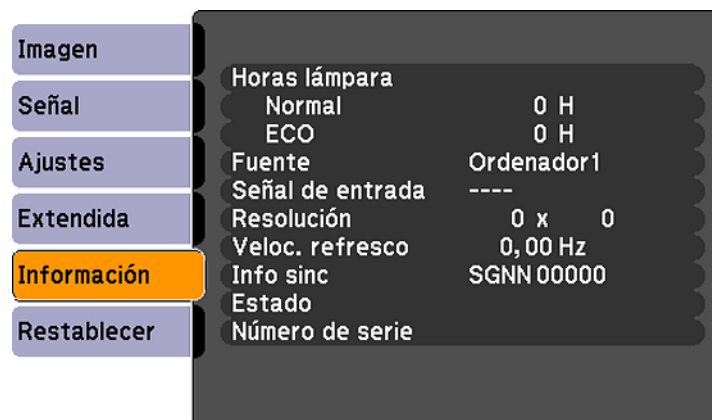 Imagen
Señal
Ajustes
Extendida
Información
Restablecer
Horas lámpara
Normal 0 H
ECO 0 H
Fuente Ordenador1
Señal de entrada ----
Resolución 0 x 0
Veloc. refresco 0,00 Hz
Info sinc SGNN 00000
Estado
Número de serie